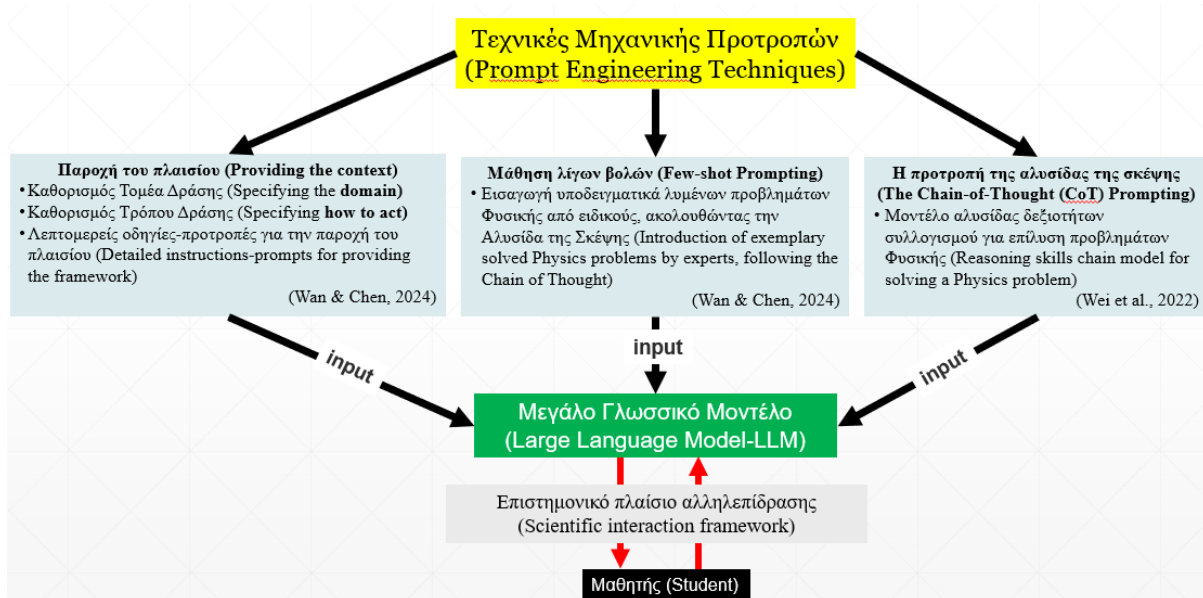 Τεχνικές Μηχανικής Προτροπών
(Prompt Engineering Techniques)
Παροχή του πλαισίου (Providing the context)
• Καθορισμός Τομέα Δράσης (Specifying the domain)
• Καθορισμός Τρόπου Δράσης (Specifying how to act)
• Λεπτομερείς οδηγίες-προτροπές για την παροχή του
πλαισίου (Detailed instructions-prompts for providing
the framework)
(Wan & Chen, 2024)
Μάθηση λίγων βολών (Few-shot Prompting)
• Εισαγωγή υποδειγματικά λυμένων προβλημάτων
Φυσικής από ειδικούς, ακολουθώντας την
Αλυσίδα της Σκέψης (Introduction of exemplary
solved Physics problems by experts, following the
Chain of Thought)
(Wan & Chen, 2024)
Η προτροπή της αλυσίδας της σκέψης
(The Chain-of-Thought (CoT) Prompting)
• Μοντέλο αλυσίδας δεξιοτήτων
συλλογισμού για επίλυση προβλημάτων
Φυσικής (Reasoning skills chain model for
solving a Physics problem)
(Wei et al., 2022)
input
input
input
Μεγάλο Γλωσσικό Μοντέλο
(Large Language Model-LLM)
Επιστημονικό πλαίσιο αλληλεπίδρασης
(Scientific interaction framework)
Μαθητής (Student)